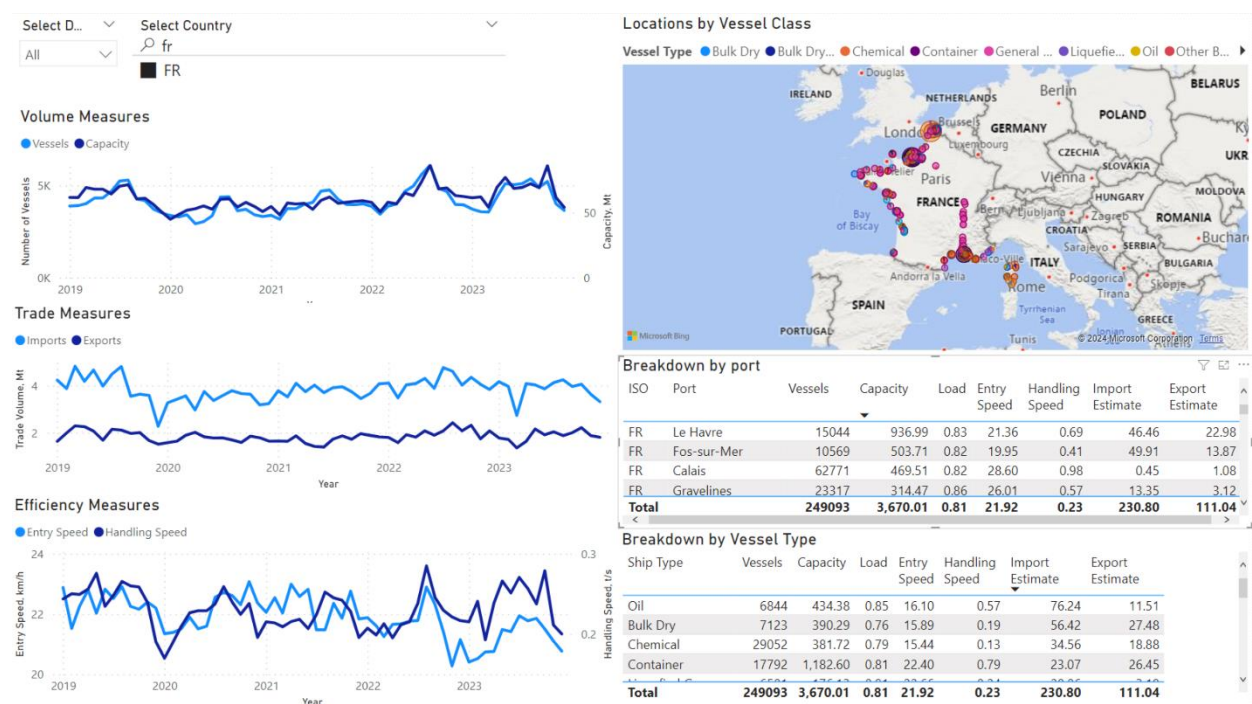 Select D...
Select Country
All
fr
FR
Volume Measures
Vessels Capacity
Number of Vessels
5K
0K
50
0
Capacity, Mt
2019 2020 2021 2022 2023
Trade Measures
Imports Exports
Trade Volume, Mt
4
2
2019 2020 2021 2022 2023
Year
Efficiency Measures
Entry Speed Handling Speed
Entry Speed, km/h
24
22
20
0.3
0.2
Handling Speed, t/s
2019 2020 2021 2022 2023
Year
Locations by Vessel Class
Vessel Type Bulk Dry Bulk Dry... Chemical Container General ... Liquefie... Oil Other B...
Douglas
IRELAND
NETHERLANDS
Berlin
BELARUS
POLAND
Brussels
GERMANY
Luxembourg
CZECHIA
SLOVAKIA
UKR
Paris
Vienna
HUNGARY
MOLDOVA
FRANCE
Bern
Ljubljana
Zagreb
ROMANIA
Bay
of Biscay
CROATIA
Sarajevo
SERBIA
Buchar
ITALY
BULGARIA
Andorra la Vella
Podgorica
Skopje
Rome
Tirana
SPAIN
Tyrrhenian
Sea
GREECE
PORTUGAL
Ionian
Tunis
Athens
Microsoft Bing
© 2024 Microsoft Corporation Terms
Breakdown by port
ISO Port Vessels Capacity Load Entry Speed Handling Speed Import Estimate Export Estimate
FR Le Havre 15044 936.99 0.83 21.36 0.69 46.46 22.98
FR Fos-sur-Mer 10569 503.71 0.82 19.95 0.41 49.91 13.87
FR Calais 62771 469.51 0.82 28.60 0.98 0.45 1.08
FR Gravelines 23317 314.47 0.86 26.01 0.57 13.35 3.12
Total 249093 3,670.01 0.81 21.92 0.23 230.80 111.04
Breakdown by Vessel Type
Ship Type Vessels Capacity Load Entry Speed Handling Speed Import Estimate Export Estimate
Oil 6844 434.38 0.85 16.10 0.57 76.24 11.51
Bulk Dry 7123 390.29 0.76 15.89 0.19 56.42 27.48
Chemical 29052 381.72 0.79 15.44 0.13 34.56 18.88
Container 17792 1,182.60 0.81 22.40 0.79 23.07 26.45
Total 249093 3,670.01 0.81 21.92 0.23 230.80 111.04